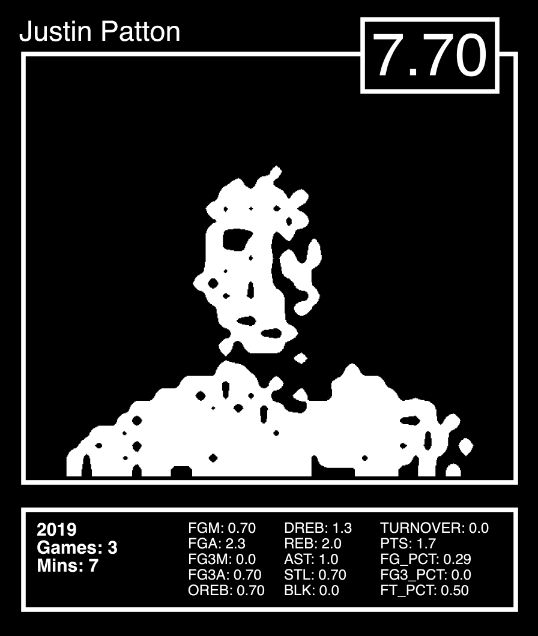 Justin Patton
7.70
2019
Games: 3
Mins: 7
FGM: 0.70
FGA: 2.3
FG3M: 0.0
FG3A: 0.70
OREB: 0.70
DREB: 1.3
REB: 2.0
AST: 1.0
STL: 0.70
BLK: 0.0
TURNOVER: 0.0
PTS: 1.7
FG_PCT: 0.29
FG3_PCT: 0.0
FT_PCT: 0.50